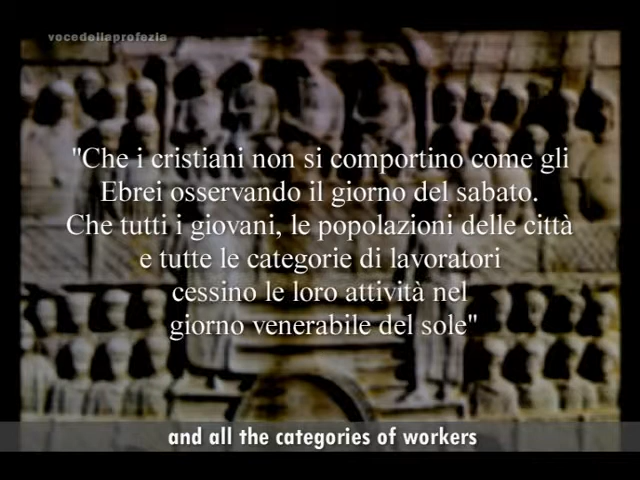 vocedellaprofezia
"Che i cristiani non si comportino come gli
Ebrei osservando il giorno del sabato.
Che tutti i giovani, le popolazioni delle città
e tutte le categorie di lavoratori
cessino le loro attività nel
giorno venerabile del sole"
and all the categories of workers